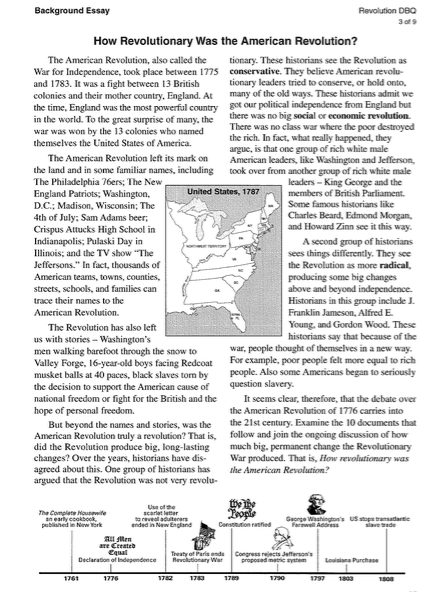 Background Essay
Revolution DBQ
3 of 9
How Revolutionary Was the American Revolution?
The American Revolution, also called the
War for Independence, took place between 1775
and 1783. It was a fight between 13 British
colonies and their mother country, England. At
the time, England was the most powerful country
in the world. To the great surprise of many, the
war was won by the 13 colonies who named
themselves the United States of America.
The American Revolution left its mark on
the land and in some familiar names, including
The Philadelphia 76ers; The New
England Patriots; Washington,
D.C.; Madison, Wisconsin; The
4th of July; Sam Adams beer;
Crispus Attucks High School in
Indianapolis; Pulaski Day in
Illinois; and the TV show “The
Jeffersons.” In fact, thousands of
American teams, towns, counties,
streets, schools, and families can
trace their names to the
American Revolution.
The Revolution has also left
us with stories – Washington’s
men walking barefoot through the snow to
Valley Forge, 16-year-old boys facing Redcoat
musket balls at 40 paces, black slaves torn by
the decision to support the American cause of
national freedom or fight for the British and the
hope of personal freedom.
But beyond the names and stories, was the
American Revolution truly a revolution? That is,
did the Revolution produce big, long-lasting
changes? Over the years, historians have dis-
agreed about this. One group of historians has
argued that the Revolution was not very revolu-
tionary. These historians see the Revolution as
conservative. They believe American revolu-
tionary leaders tried to conserve, or hold onto,
many of the old ways. These historians admit we
got our political independence from England but
there was no big social or economic revolution.
There was no class war where the poor destroyed
the rich. In fact, what really happened, they
argue, is that one group of rich white male
American leaders, like Washington and Jefferson,
took over from another group of rich white male
leaders – King George and the
members of British Parliament.
Some famous historians like
Charles Beard, Edmond Morgan,
and Howard Zinn see it this way.
A second group of historians
sees things differently. They see
the Revolution as more radical,
producing some big changes
above and beyond independence.
Historians in this group include J.
Franklin Jameson, Alfred E.
Young, and Gordon Wood. These
historians say that because of the
war, people thought of themselves in a new way.
For example, poor people felt more equal to rich
people. Also some Americans began to seriously
question slavery.
It seems clear, therefore, that the debate over
the American Revolution of 1776 carries into
the 21st century. Examine the 10 documents that
follow and join the ongoing discussion of how
much big, permanent change the Revolutionary
War produced. That is, How revolutionary was
the American Revolution?
United States, 1787
NORTHWEST TERRITORY
The Complete Housewife
an early cookbook,
published in New York
All Men
are Created
Equal
Declaration of Independence
Use of the
scarlet letter
to reveal adulterers
ended in New England
Treaty of Paris ends
Revolutionary War
We the
People
Constitution ratified
Congress rejects Jefferson's
proposed metric system
George Washington's
Farewell Address
Louisiana Purchase
US stops transatlantic
slave trade
1761
1776
1782
1783
1789
1790
1797
1803
1808